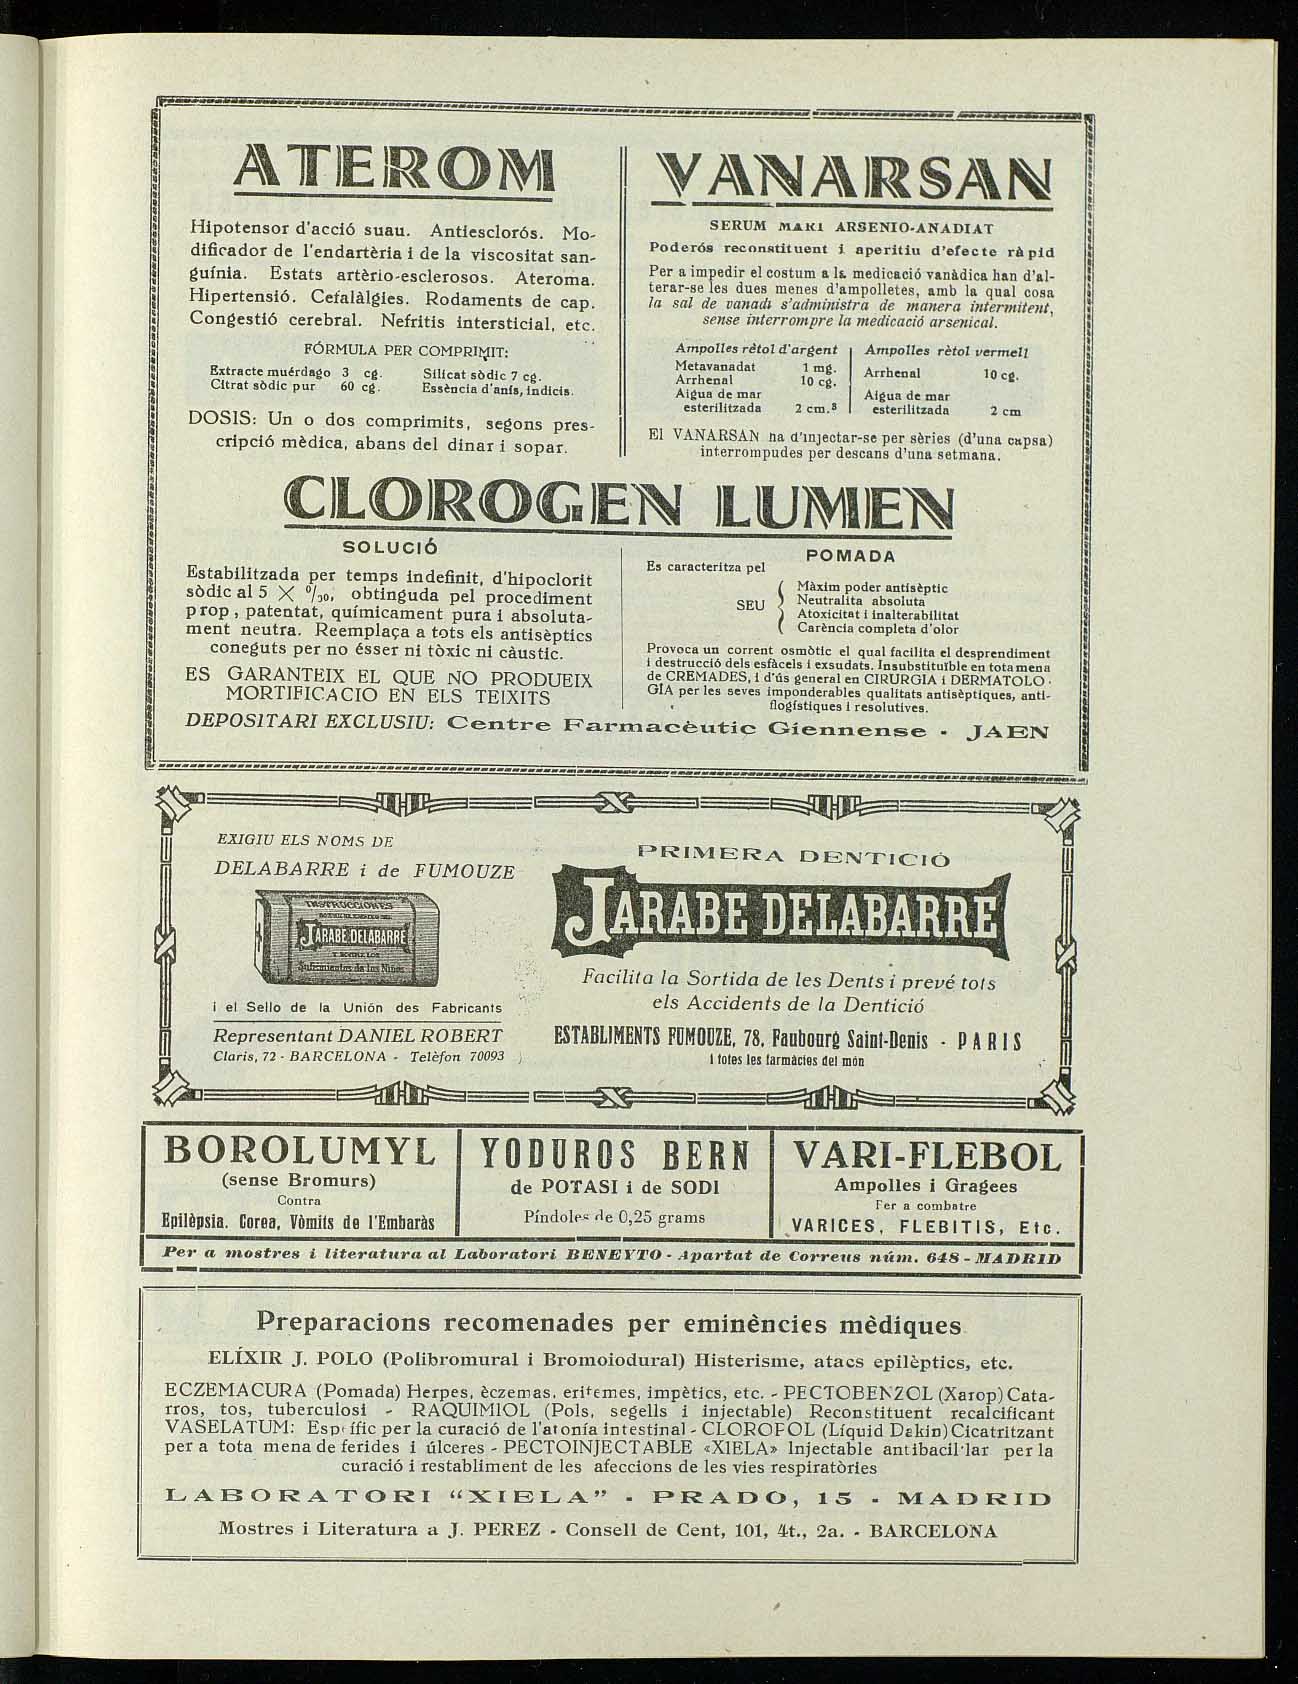 ATEROM
Hipotensor d'acció suau. Antiesclorós. Mo-
dificador de l'endartèria i de la viscositat san-
guínia. Estats artèrio-esclerosos. Ateroma.
Hipertensió. Cefalàlgies. Rodaments de cap.
Congestió cerebral. Nefritis intersticial, etc.
FÓRMULA PER COMPRIMIT:
Extracte muérdago 3 cg. Silicat sòdic 7 cg.
Citrat sòdic pur 60 cg. Essència d'anís, indicis.
DOSIS: Un o dos comprimits, segons pres-
cripció mèdica, abans del dinar i sopar.
VANARSAN
SERUM MAKI ARSENIO-ANADIAT
Poderós reconstituent i aperitiu d'efecte ràpid
Per a impedir el costum a la medicació vanàdica han d'al-
terar-se les dues menes d'ampolletes, amb la qual cosa
la sal de vanadi s'administra de manera intermitent,
sense interrompre la medicació arsenical.
Ampolles rètol d'argent
Metavanadat 1 mg.
Arrhenal 10 cg.
Aigua de mar
esterilitzada 2 cm.³
Ampolles rètol vermell
Arrhenal 10 cg.
Aigua de mar
esterilitzada 2 cm
El VANARSAN ha d'injectar-se per sèries (d'una capsa)
interrompudes per descans d'una setmana.
CLOROGEN LUMEN
SOLUCIÓ
Estabilitzada per temps indefinit, d'hipoclorit
sòdic al 5 × º/₀₀, obtinguda pel procediment
prop, patentat, químicament pura i absoluta-
ment neutra. Reemplaça a tots els antisèptics
coneguts per no ésser ni tòxic ni càustic.
ES GARANTEIX EL QUE NO PRODUEIX
MORTIFICACIO EN ELS TEIXITS
POMADA
Es caracteritza pel
SEU
Màxim poder antisèptic
Neutralita absoluta
Atoxicitat i inalterabilitat
Carència completa d'olor
Provoca un corrent osmòtic el qual facilita el desprendiment
i destrucció dels esfàcels i exsudats. Insubstituïble en tota mena
de CREMADES, i d'ús general en CIRURGIA i DERMATOLO-
GIA per les seves imponderables qualitats antisèptiques, anti-
flogístiques i resolutives.
DEPOSITARI EXCLUSIU: Centre Farmacèutic Giennense - JAEN
EXIGIU ELS NOMS DE
DELABARRE i de FUMOUZE
INSTRUCCIONES
JARABE DELABARRE
Sufrimientos de los Niños
i el Sello de la Unión des Fabricants
Representant DANIEL ROBERT
Claris, 72 - BARCELONA - Telèfon 70093
PRIMERA DENTICIÓ
JARABE DELABARRE
Facilita la Sortida de les Dents i prevé tots
els Accidents de la Dentició
ESTABLIMENTS FUMOUZE, 78, Faubourg Saint-Denis - PARIS
i totes les farmàcies del món
BOROLUMYL
(sense Bromurs)
Contra
Epilèpsia. Corea, Vòmits de l'Embaràs
YODUROS BERN
de POTASI i de SODI
Píndoles de 0,25 grams
VARI-FLEBOL
Ampolles i Gragees
Per a combatre
VARICES, FLEBITIS, Etc.
Per a mostres i literatura al Laboratori BENEYTO - Apartat de Correus núm. 648 - MADRID
Preparacions recomenades per eminències mèdiques
ELÍXIR J. POLO (Polibromural i Bromoiodural) Histerisme, atacs epilèptics, etc.
ECZEMACURA (Pomada) Herpes, èczemas, eritemes, impètics, etc. - PECTOBENZOL (Xarop) Cata-
rros, tos, tuberculosi - RAQUIMIOL (Pols, segells i injectable) Reconstituent recalcificant
VASELATUM: Específic per la curació de l'atonía intestinal - CLOROFOL (Líquid Dakin) Cicatritzant
per a tota mena de ferides i úlceres - PECTOINJECTABLE «XIELA» Injectable antibacil·lar per la
curació i restabliment de les afeccions de les vies respiratòries
LABORATORI "XIELA" - PRADO, 15 - MADRID
Mostres i Literatura a J. PEREZ - Consell de Cent, 101, 4t., 2a. - BARCELONA